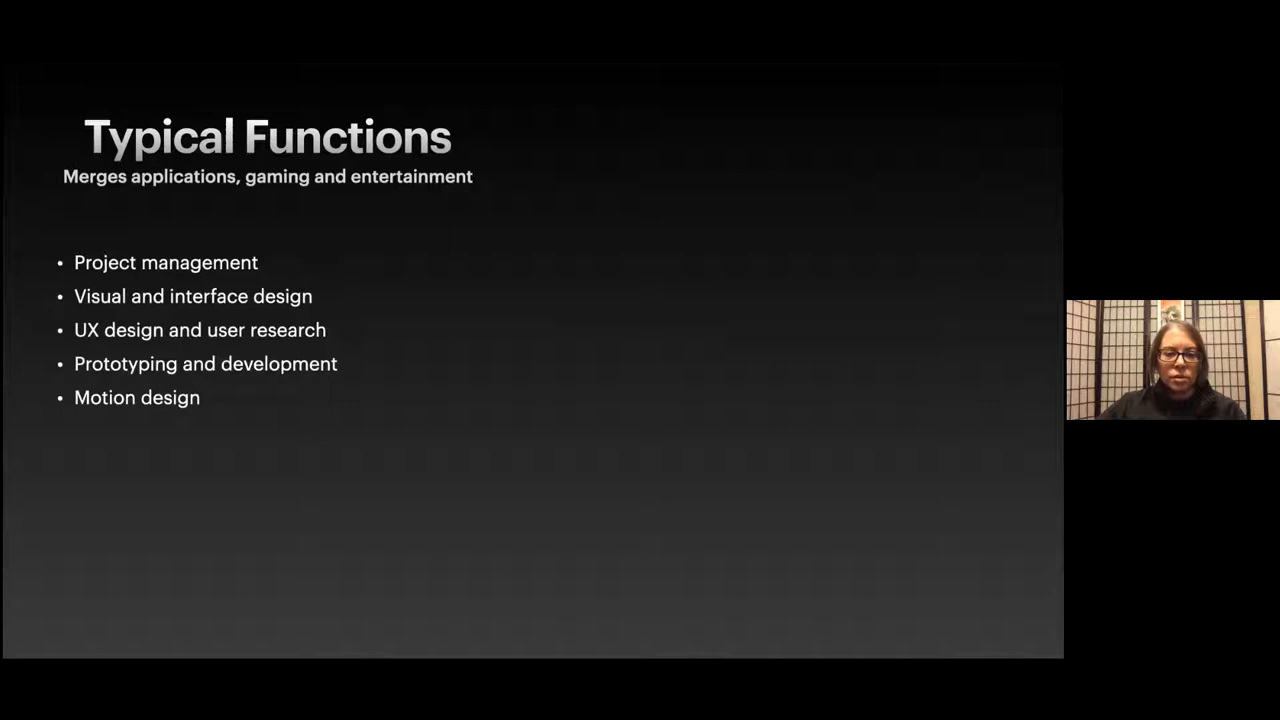 Typical Functions
Merges applications, gaming and entertainment
• Project management
• Visual and interface design
• UX design and user research
• Prototyping and development
• Motion design